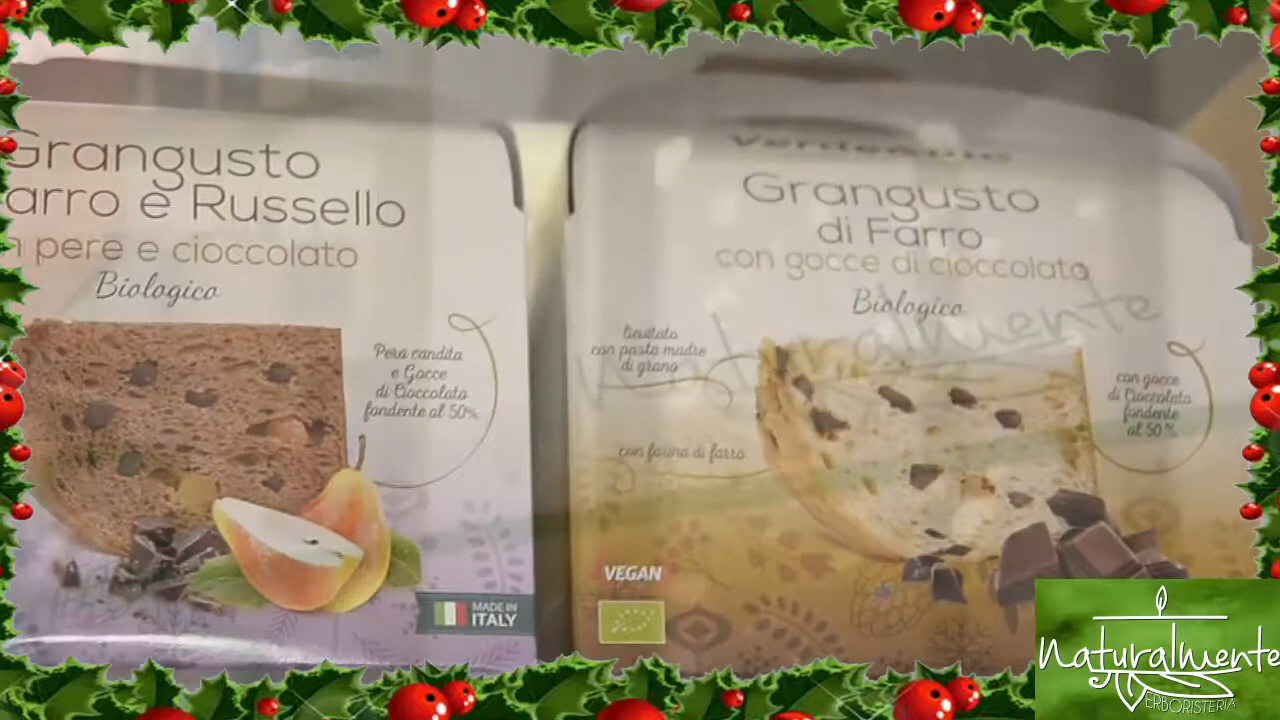 Grangusto
arro e Russello
pere e cioccolato
Biologico
Pera candita
e Gocce
di Cioccolato
fondente al 50%
MADE IN
ITALY
Grangusto
di Farro
con gocce di cioccolato
Biologico
lievitato
con pasta madre
di grano
con farina di farro
con gocce
di Cioccolato
fondente
al 50%
VEGAN
naturalmente
naturalmente
ERBORISTERIA